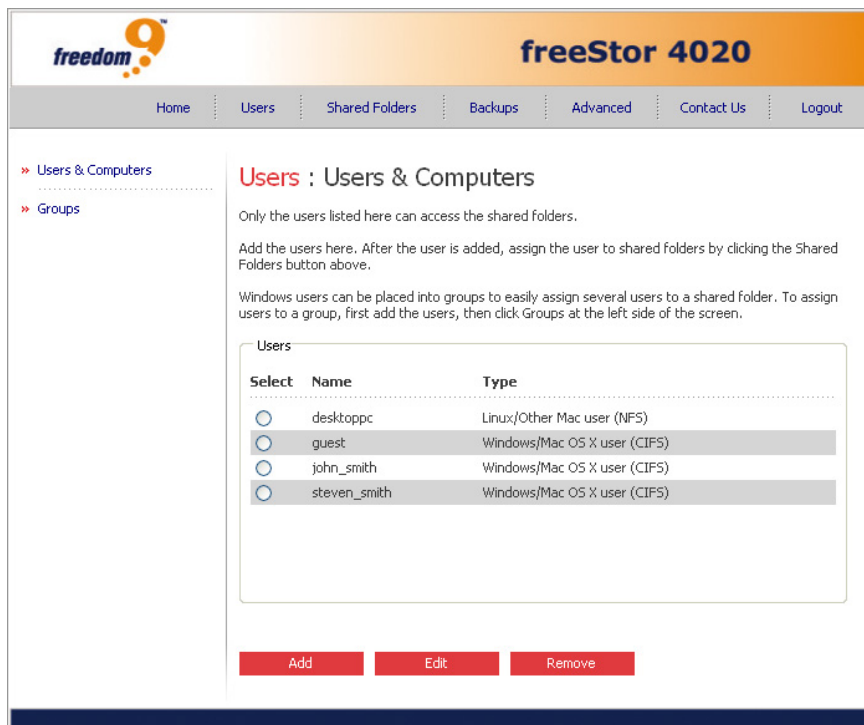 freedom9™
freeStor 4020
Home Users Shared Folders Backups Advanced Contact Us Logout
» Users & Computers
» Groups
Users : Users & Computers
Only the users listed here can access the shared folders.
Add the users here. After the user is added, assign the user to shared folders by clicking the Shared
Folders button above.
Windows users can be placed into groups to easily assign several users to a shared folder. To assign
users to a group, first add the users, then click Groups at the left side of the screen.
Users
Select Name Type
desktoppc Linux/Other Mac user (NFS)
guest Windows/Mac OS X user (CIFS)
john_smith Windows/Mac OS X user (CIFS)
steven_smith Windows/Mac OS X user (CIFS)
Add Edit Remove